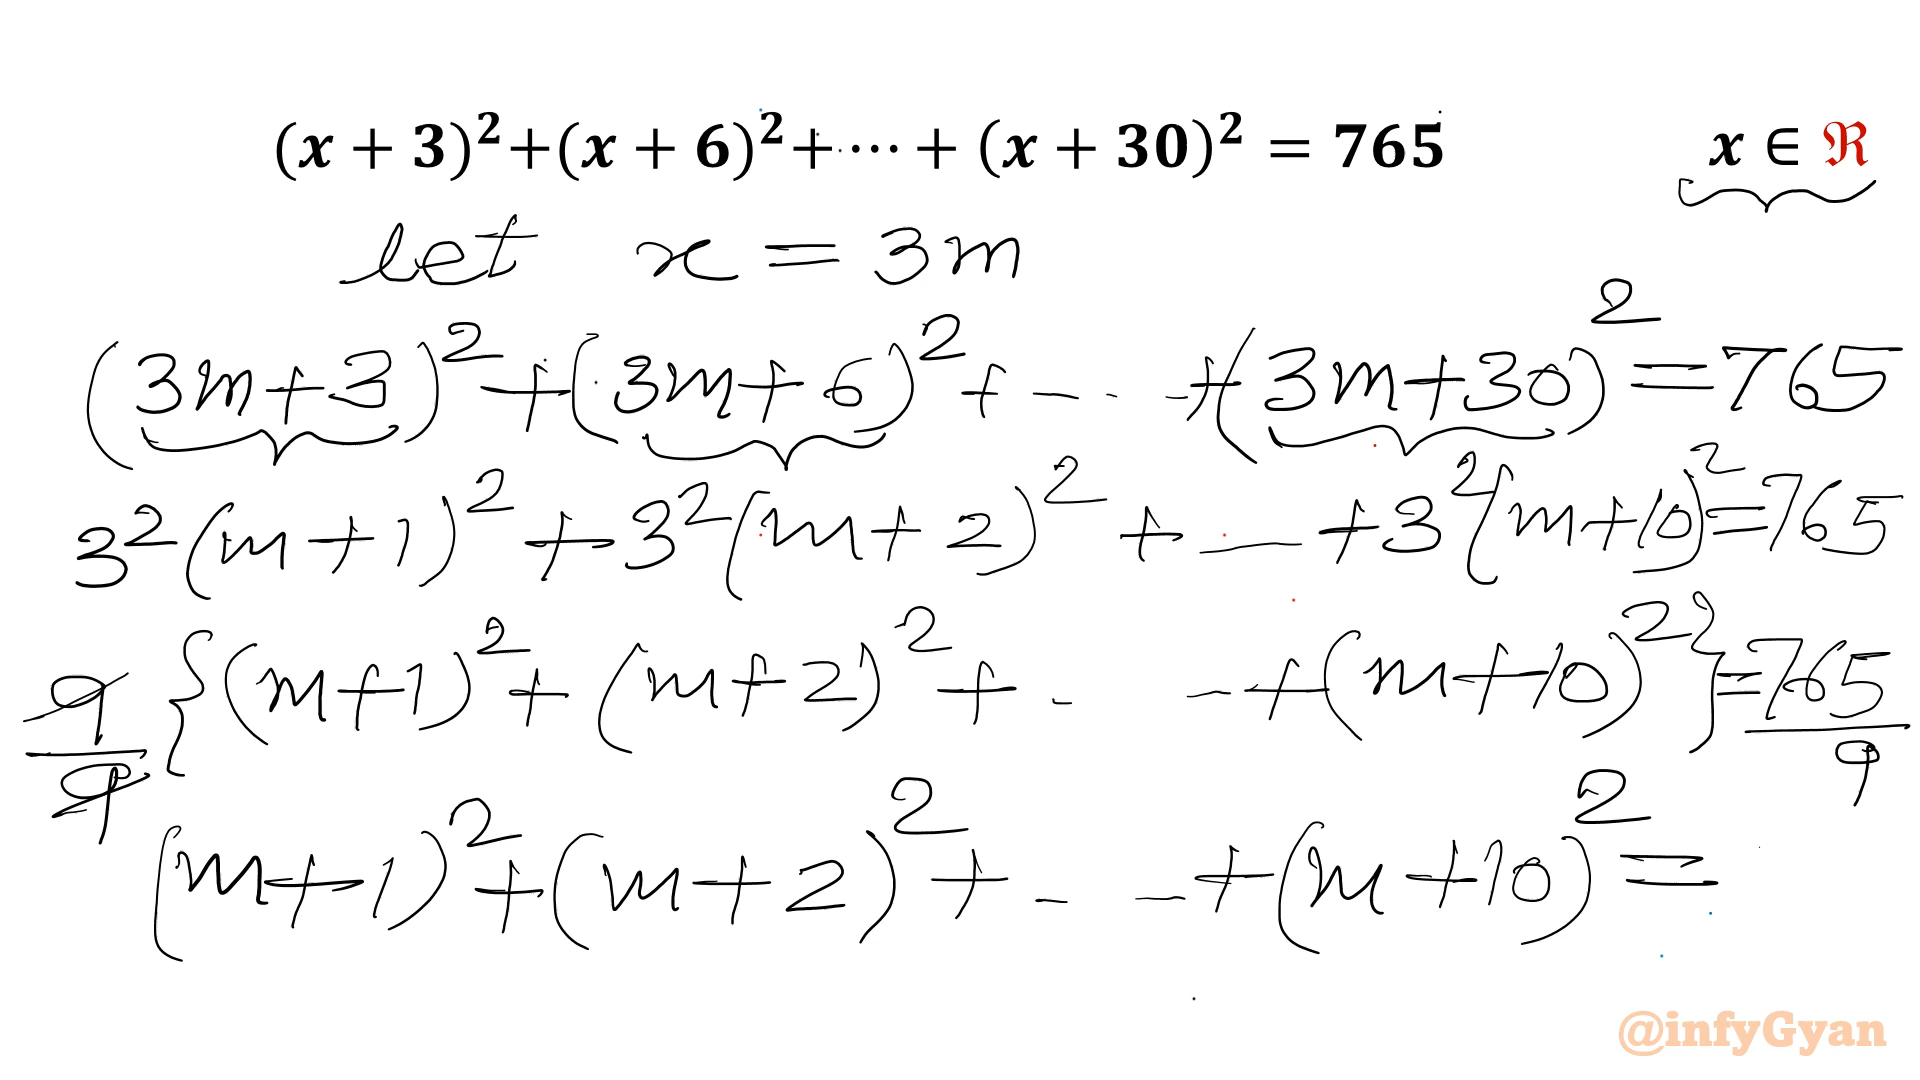 (x + 3)²+(x + 6)²+ ⋯ + (x + 30)² = 765 x ∈ ℜ
let x = 3m
(3m+3)²+(3m+6)²+ - - - +(3m+30)²=765
3²(m+1)²+3²(m+2)²+ - - +3²(m+10)²=765
9/9 {(m+1)²+(m+2)²+ - - +(m+10)²}=765/9
(m+1)²+(m+2)²+ - - +(m+10)²=
@infyGyan